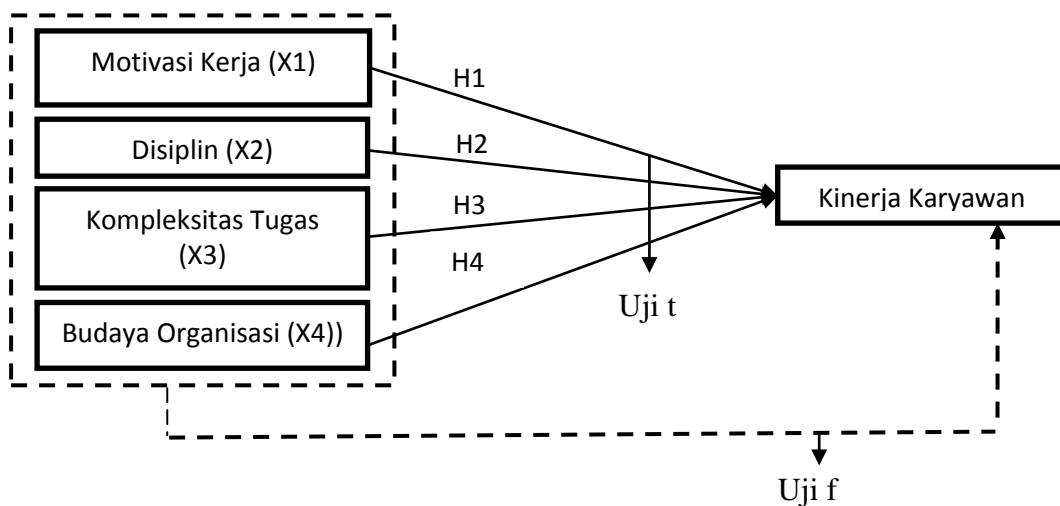 Motivasi Kerja (X1)
H1
Disiplin (X2)
H2
Kompleksitas Tugas
(X3)
H3
Budaya Organisasi (X4))
H4
Kinerja Karyawan
Uji t
Uji f